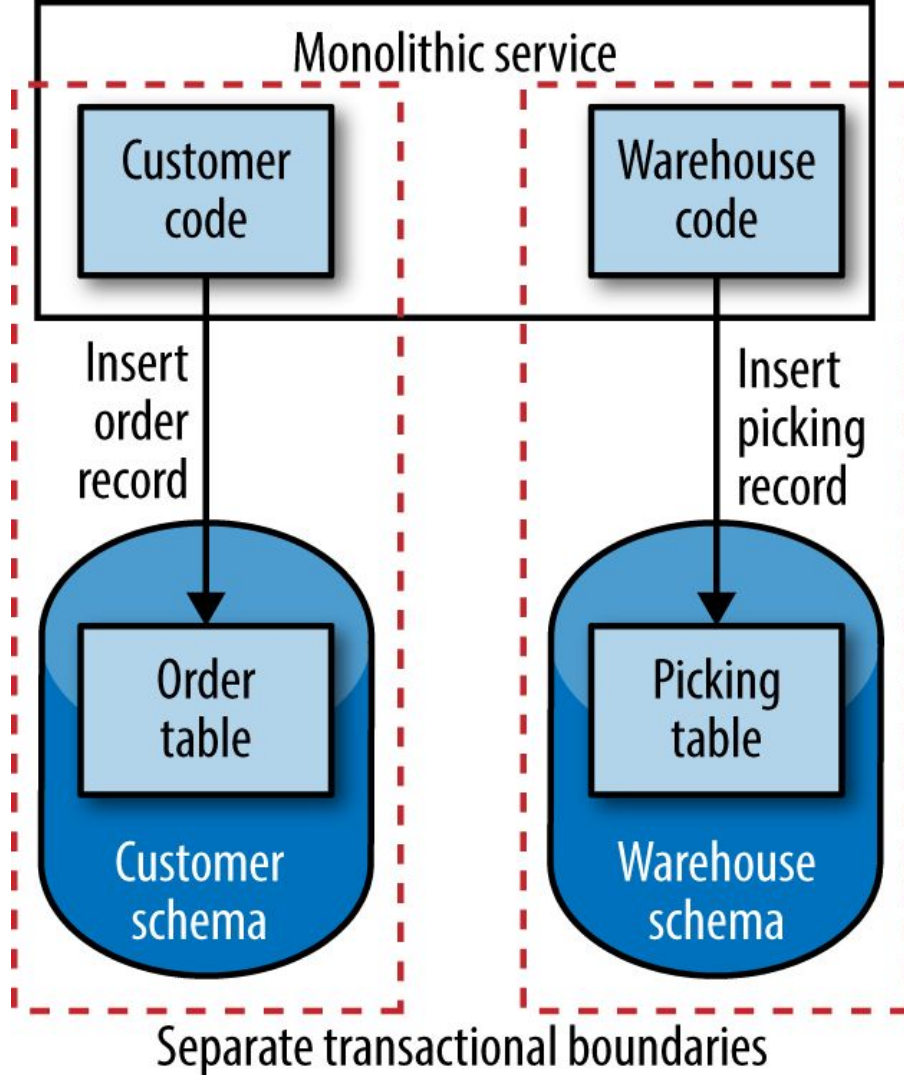 Monolithic service
Customer
code
Warehouse
code
Insert
order
record
Insert
picking
record
Order
table
Picking
table
Customer
schema
Warehouse
schema
Separate transactional boundaries